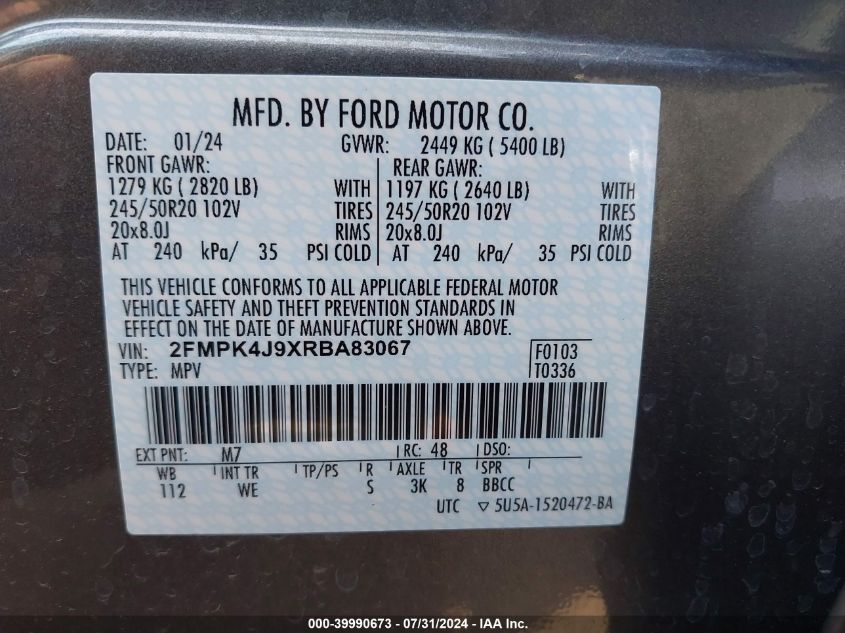 MFD. BY FORD MOTOR CO.
DATE: 01/24 GVWR: 2449 KG ( 5400 LB)
FRONT GAWR: REAR GAWR:
1279 KG ( 2820 LB) WITH 1197 KG ( 2640 LB) WITH
245/50R20 102V TIRES 245/50R20 102V TIRES
20x8.0J RIMS 20x8.0J RIMS
AT 240 kPa/ 35 PSI COLD AT 240 kPa/ 35 PSI COLD
THIS VEHICLE CONFORMS TO ALL APPLICABLE FEDERAL MOTOR
VEHICLE SAFETY AND THEFT PREVENTION STANDARDS IN
EFFECT ON THE DATE OF MANUFACTURE SHOWN ABOVE.
VIN: 2FMPK4J9XRBA83067 F0103
TYPE: MPV T0336
EXT PNT: M7 RC: 48 DSO:
WB INT TR TP/PS R AXLE TR SPR
112 WE S 3K 8 BBCC
UTC ▽ 5U5A-1520472-BA
000-39990673 - 07/31/2024 - IAA Inc.